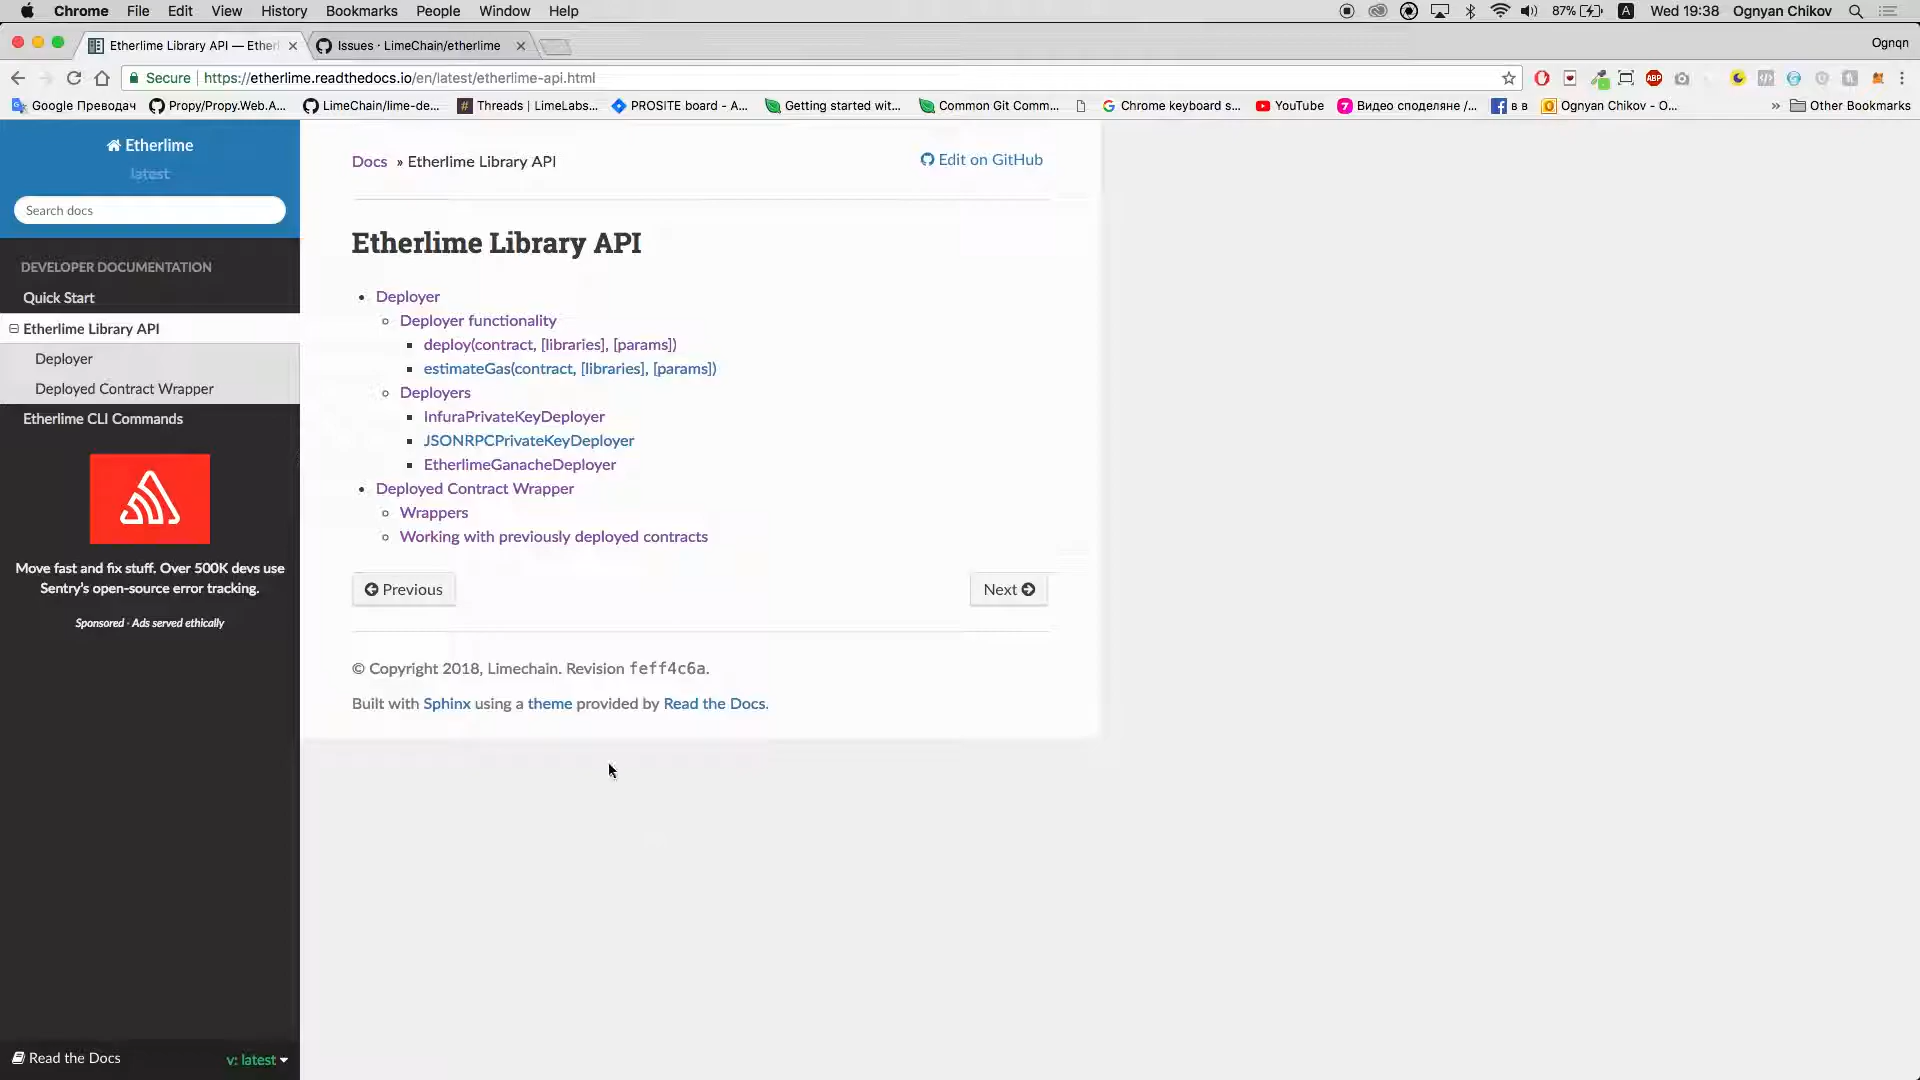 Chrome File Edit View History Bookmarks People Window Help 87% A Wed 19:38 Ognyan Chikov
Etherlime Library API — Ether Issues · LimeChain/etherlime Ognqn
Secure https://etherlime.readthedocs.io/en/latest/etherlime-api.html ABP
Google Преводач Propy/Propy.Web.A... LimeChain/lime-de... Threads | LimeLabs... PROSITE board - A... Getting started wit... Common Git Comm... Chrome keyboard s... YouTube Видео споделяне /... в в Ognyan Chikov - O... » Other Bookmarks
Etherlime
latest
Search docs
DEVELOPER DOCUMENTATION
Quick Start
Etherlime Library API
Deployer
Deployed Contract Wrapper
Etherlime CLI Commands
Move fast and fix stuff. Over 500K devs use
Sentry's open-source error tracking.
Sponsored · Ads served ethically
Read the Docs v: latest
Docs » Etherlime Library API Edit on GitHub
Etherlime Library API
Deployer
Deployer functionality
deploy(contract, [libraries], [params])
estimateGas(contract, [libraries], [params])
Deployers
InfuraPrivateKeyDeployer
JSONRPCPrivateKeyDeployer
EtherlimeGanacheDeployer
Deployed Contract Wrapper
Wrappers
Working with previously deployed contracts
Previous Next
© Copyright 2018, Limechain. Revision feff4c6a.
Built with Sphinx using a theme provided by Read the Docs.